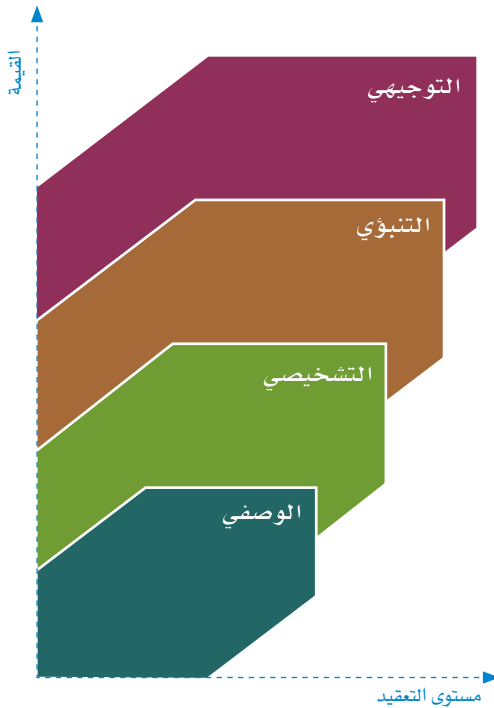 القيمة
التوجيهي
التنبؤي
التشخيصي
الوصفي
مستوى التعقيد